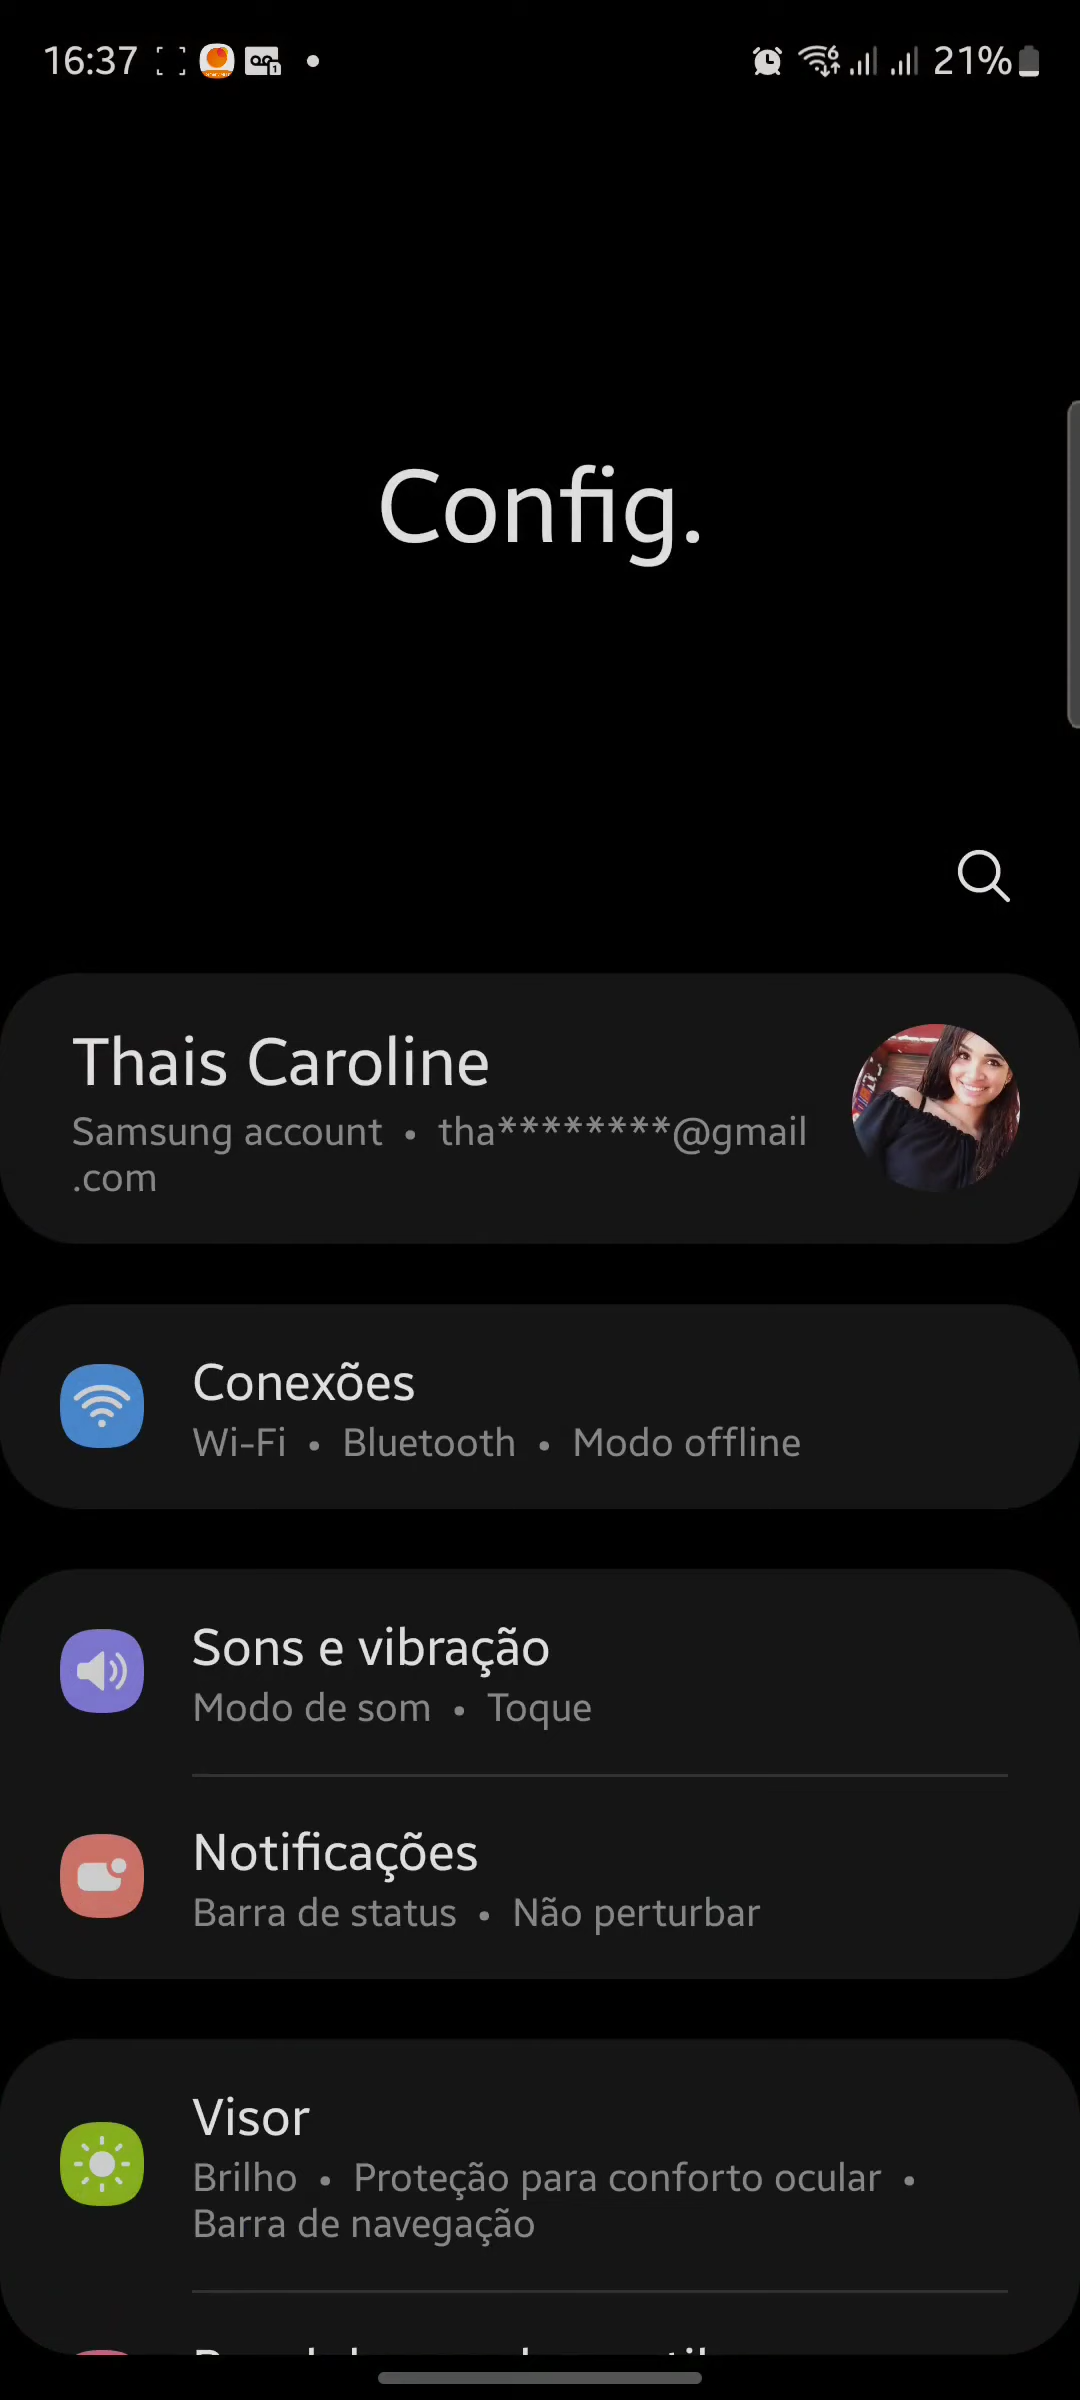 16:37 21%
Config.
Thais Caroline
Samsung account • tha********@gmail
.com
Conexões
Wi-Fi • Bluetooth • Modo offline
Sons e vibração
Modo de som • Toque
Notificações
Barra de status • Não perturbar
Visor
Brilho • Proteção para conforto ocular •
Barra de navegação